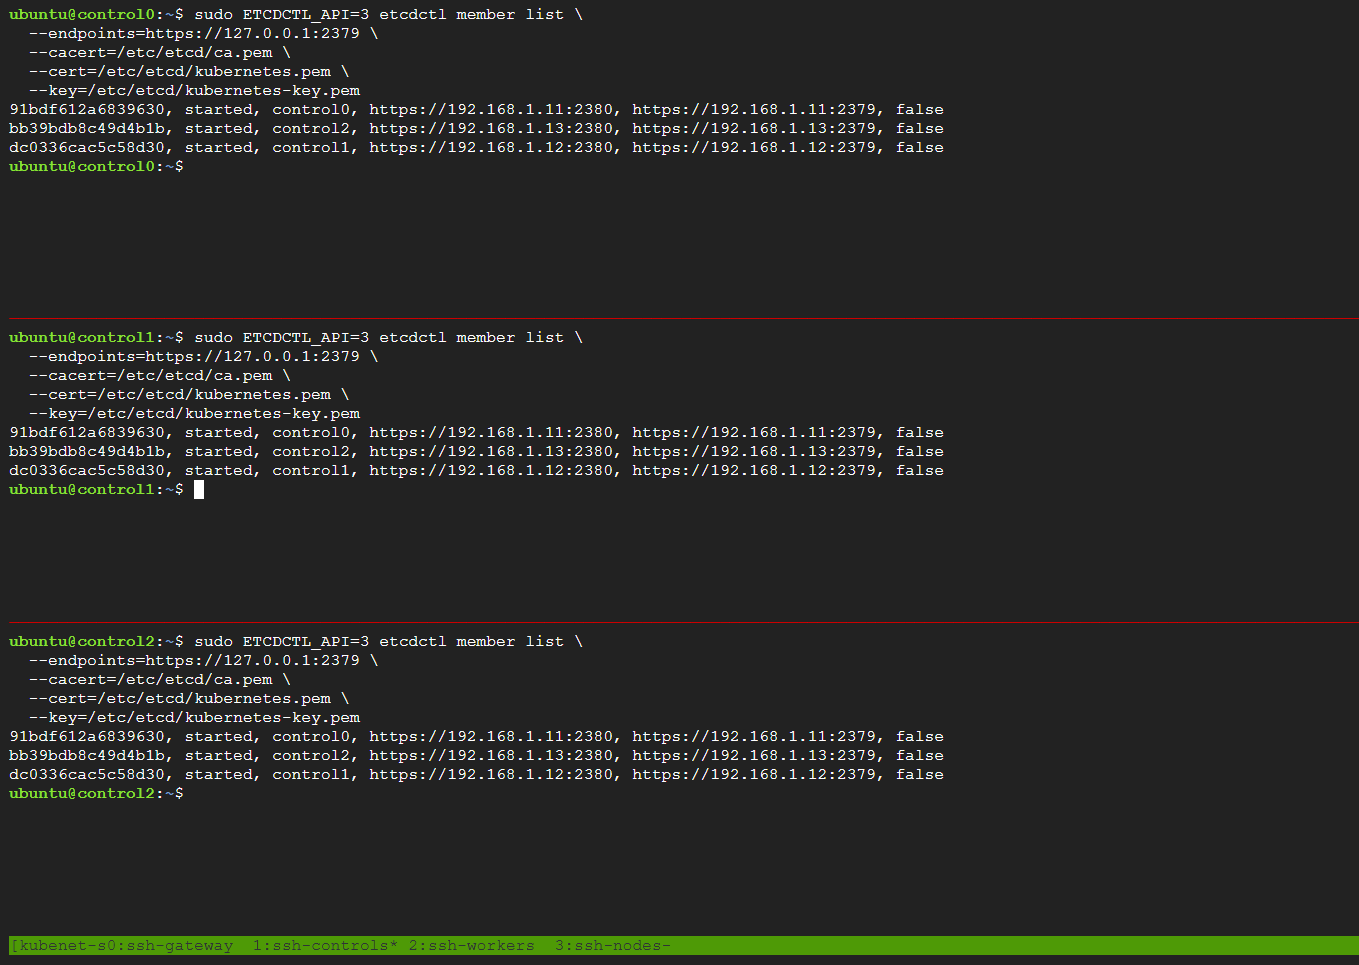 ubuntu@control0:~$ sudo ETCDCTL_API=3 etcdctl member list \
  --endpoints=https://127.0.0.1:2379 \
  --cacert=/etc/etcd/ca.pem \
  --cert=/etc/etcd/kubernetes.pem \
  --key=/etc/etcd/kubernetes-key.pem
91bdf612a6839630, started, control0, https://192.168.1.11:2380, https://192.168.1.11:2379, false
bb39bdb8c49d4b1b, started, control2, https://192.168.1.13:2380, https://192.168.1.13:2379, false
dc0336cac5c58d30, started, control1, https://192.168.1.12:2380, https://192.168.1.12:2379, false
ubuntu@control0:~$
ubuntu@control1:~$ sudo ETCDCTL_API=3 etcdctl member list \
  --endpoints=https://127.0.0.1:2379 \
  --cacert=/etc/etcd/ca.pem \
  --cert=/etc/etcd/kubernetes.pem \
  --key=/etc/etcd/kubernetes-key.pem
91bdf612a6839630, started, control0, https://192.168.1.11:2380, https://192.168.1.11:2379, false
bb39bdb8c49d4b1b, started, control2, https://192.168.1.13:2380, https://192.168.1.13:2379, false
dc0336cac5c58d30, started, control1, https://192.168.1.12:2380, https://192.168.1.12:2379, false
ubuntu@control1:~$
ubuntu@control2:~$ sudo ETCDCTL_API=3 etcdctl member list \
  --endpoints=https://127.0.0.1:2379 \
  --cacert=/etc/etcd/ca.pem \
  --cert=/etc/etcd/kubernetes.pem \
  --key=/etc/etcd/kubernetes-key.pem
91bdf612a6839630, started, control0, https://192.168.1.11:2380, https://192.168.1.11:2379, false
bb39bdb8c49d4b1b, started, control2, https://192.168.1.13:2380, https://192.168.1.13:2379, false
dc0336cac5c58d30, started, control1, https://192.168.1.12:2380, https://192.168.1.12:2379, false
ubuntu@control2:~$
[kubenet-s0:ssh-gateway  1:ssh-controls* 2:ssh-workers  3:ssh-nodes-